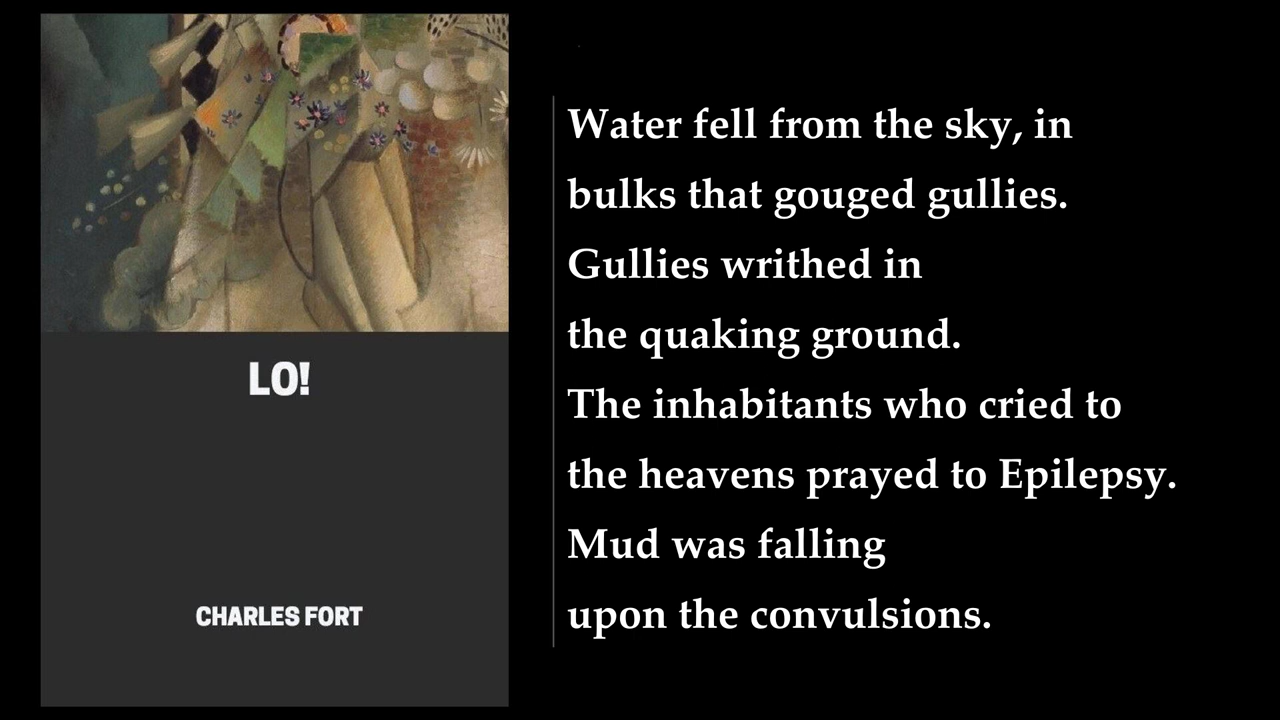 LO!
CHARLES FORT
Water fell from the sky, in
bulks that gouged gullies.
Gullies writhed in
the quaking ground.
The inhabitants who cried to
the heavens prayed to Epilepsy.
Mud was falling
upon the convulsions.